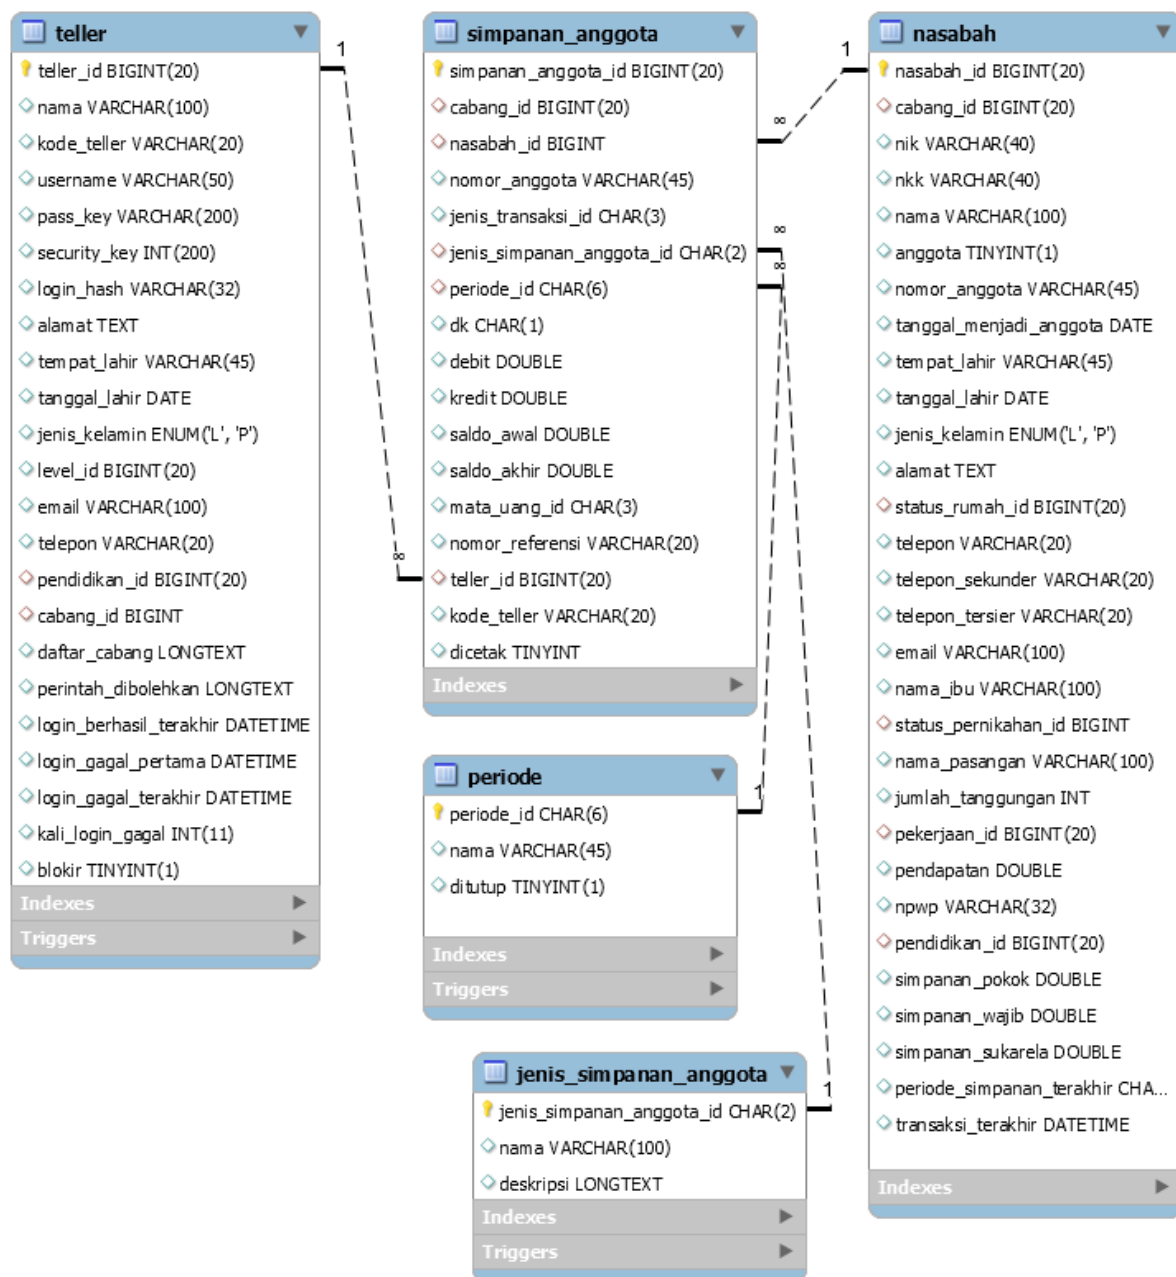 teller
teller_id BIGINT(20)
nama VARCHAR(100)
kode_teller VARCHAR(20)
username VARCHAR(50)
pass_key VARCHAR(200)
security_key INT(200)
login_hash VARCHAR(32)
alamat TEXT
tempat_lahir VARCHAR(45)
tanggal_lahir DATE
jenis_kelamin ENUM('L', 'P')
level_id BIGINT(20)
email VARCHAR(100)
telepon VARCHAR(20)
pendidikan_id BIGINT(20)
cabang_id BIGINT
daftar_cabang LONGTEXT
perintah_dibolehkan LONGTEXT
login_berhasil_terakhir DATETIME
login_gagal_pertama DATETIME
login_gagal_terakhir DATETIME
kali_login_gagal INT(11)
blokir TINYINT(1)
Indexes
Triggers
1
∞
simpanan_anggota
simpanan_anggota_id BIGINT(20)
cabang_id BIGINT(20)
nasabah_id BIGINT
nomor_anggota VARCHAR(45)
jenis_transaksi_id CHAR(3)
jenis_simpanan_anggota_id CHAR(2)
periode_id CHAR(6)
dk CHAR(1)
debit DOUBLE
kredit DOUBLE
saldo_awal DOUBLE
saldo_akhir DOUBLE
mata_uang_id CHAR(3)
nomor_referensi VARCHAR(20)
teller_id BIGINT(20)
kode_teller VARCHAR(20)
dicetak TINYINT
Indexes
1
∞
∞
∞
periode
periode_id CHAR(6)
nama VARCHAR(45)
ditutup TINYINT(1)
Indexes
Triggers
1
jenis_simpanan_anggota
jenis_simpanan_anggota_id CHAR(2)
nama VARCHAR(100)
deskripsi LONGTEXT
Indexes
Triggers
1
nasabah
nasabah_id BIGINT(20)
cabang_id BIGINT(20)
nik VARCHAR(40)
nkk VARCHAR(40)
nama VARCHAR(100)
anggota TINYINT(1)
nomor_anggota VARCHAR(45)
tanggal_menjadi_anggota DATE
tempat_lahir VARCHAR(45)
tanggal_lahir DATE
jenis_kelamin ENUM('L', 'P')
alamat TEXT
status_rumah_id BIGINT(20)
telepon VARCHAR(20)
telepon_sekunder VARCHAR(20)
telepon_tersier VARCHAR(20)
email VARCHAR(100)
nama_ibu VARCHAR(100)
status_pernikahan_id BIGINT
nama_pasangan VARCHAR(100)
jumlah_tanggungan INT
pekerjaan_id BIGINT(20)
pendapatan DOUBLE
npwp VARCHAR(32)
pendidikan_id BIGINT(20)
simpanan_pokok DOUBLE
simpanan_wajib DOUBLE
simpanan_sukarela DOUBLE
periode_simpanan_terakhir CHA...
transaksi_terakhir DATETIME
Indexes